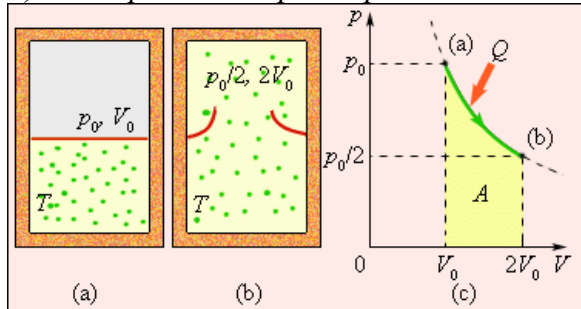 p₀, V₀
T
(a)
p₀/2, 2V₀
T
(b)
p
(a)
Q
p₀
p₀/2
(b)
A
0
V₀
2V₀
V
(c)